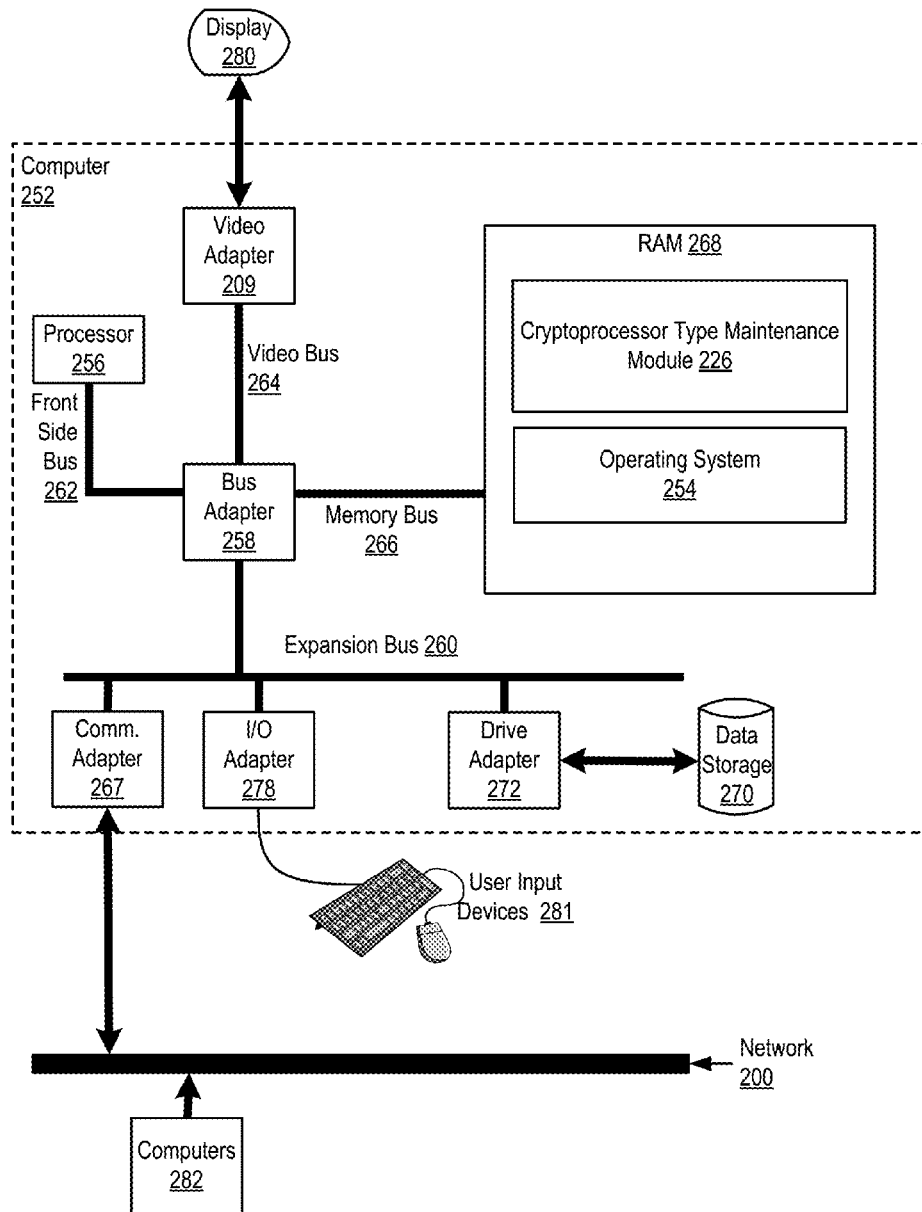 Display
280
Computer
252
Video
Adapter
209
RAM 268
Cryptoprocessor Type Maintenance
Module 226
Processor
256
Video Bus
264
Front
Side
Bus
262
Operating System
254
Bus
Adapter
258
Memory Bus
266
Expansion Bus 260
Comm.
Adapter
267
I/O
Adapter
278
Drive
Adapter
272
Data
Storage
270
User Input
Devices 281
Network
200
Computers
282